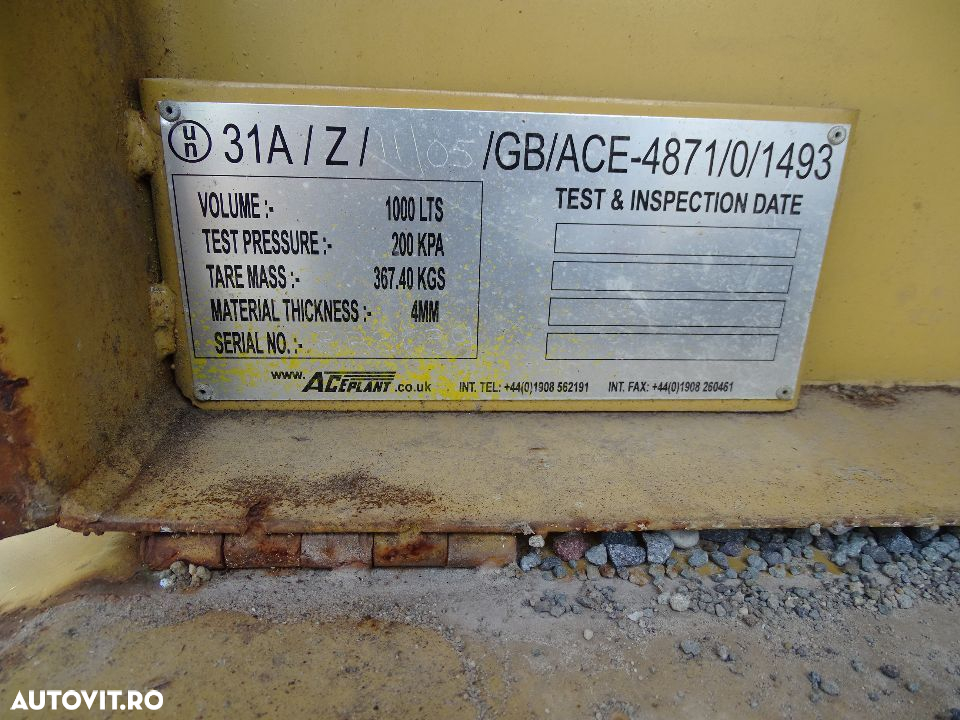 un 31A / Z / 11/05 /GB/ACE-4871/0/1493
TEST & INSPECTION DATE
VOLUME :- 1000 LTS
TEST PRESSURE :- 200 KPA
TARE MASS :- 367.40 KGS
MATERIAL THICKNESS :- 4MM
SERIAL NO. :-
www. ACEPLANT .co.uk INT. TEL: +44(0)1908 562191 INT. FAX: +44(0)1908 260461
AUTOVIT.RO